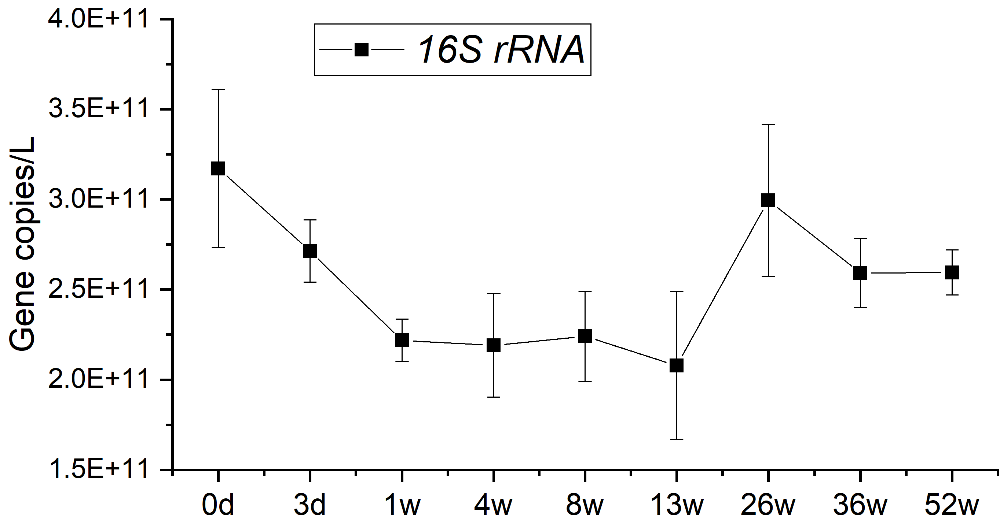 16S rRNA
Gene copies/L
4.0E+11
3.5E+11
3.0E+11
2.5E+11
2.0E+11
1.5E+11
0d 3d 1w 4w 8w 13w 26w 36w 52w